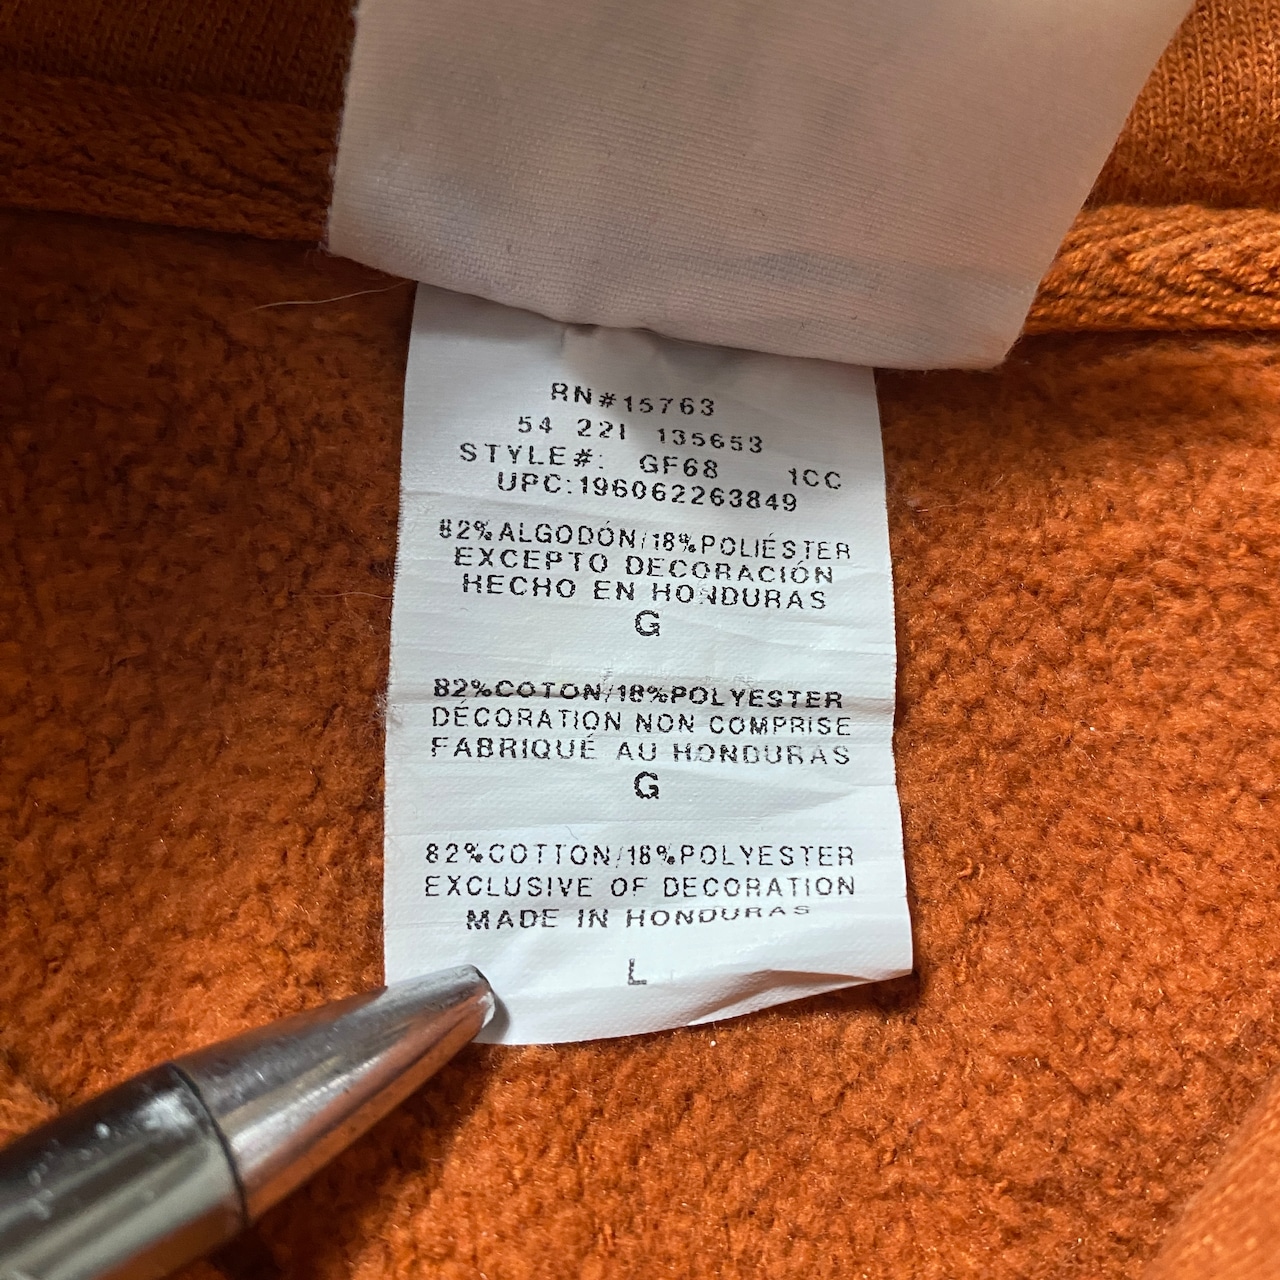 RN#15763
54 221 135653
STYLE#: GF68 1CC
UPC:196062263849
82%ALGODÓN/18%POLIÉSTER
EXCEPTO DECORACIÓN
HECHO EN HONDURAS
G
82%COTON/18%POLYESTER
DÉCORATION NON COMPRISE
FABRIQUÉ AU HONDURAS
G
82%COTTON/18%POLYESTER
EXCLUSIVE OF DECORATION
MADE IN HONDURAS
L